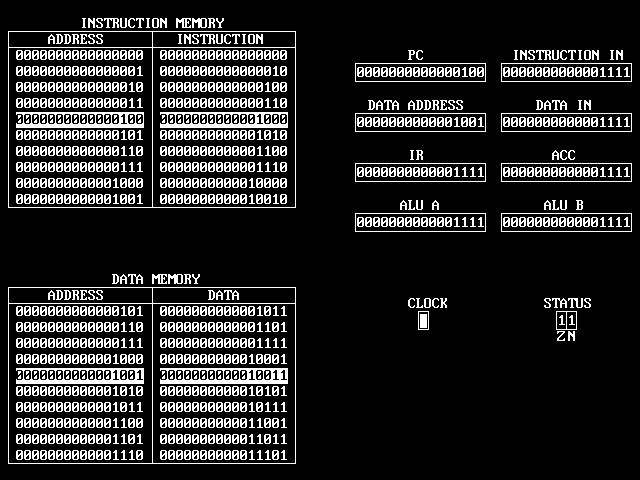 INSTRUCTION MEMORY
ADDRESS INSTRUCTION
0000000000000000 0000000000000000
0000000000000001 0000000000000010
0000000000000010 0000000000000100
0000000000000011 0000000000000110
0000000000000100 0000000000001000
0000000000000101 0000000000001010
0000000000000110 0000000000001100
0000000000000111 0000000000001110
0000000000001000 0000000000010000
0000000000001001 0000000000010010
PC INSTRUCTION IN
0000000000000100 0000000000001111
DATA ADDRESS DATA IN
0000000000001001 0000000000001111
IR ACC
0000000000001111 0000000000001111
ALU A ALU B
0000000000001111 0000000000001111
DATA MEMORY
ADDRESS DATA
0000000000000101 0000000000001011
0000000000000110 0000000000001101
0000000000000111 0000000000001111
0000000000001000 0000000000010001
0000000000001001 0000000000010011
0000000000001010 0000000000010101
0000000000001011 0000000000010111
0000000000001100 0000000000011001
0000000000001101 0000000000011011
0000000000001110 0000000000011101
CLOCK STATUS
11
ZN